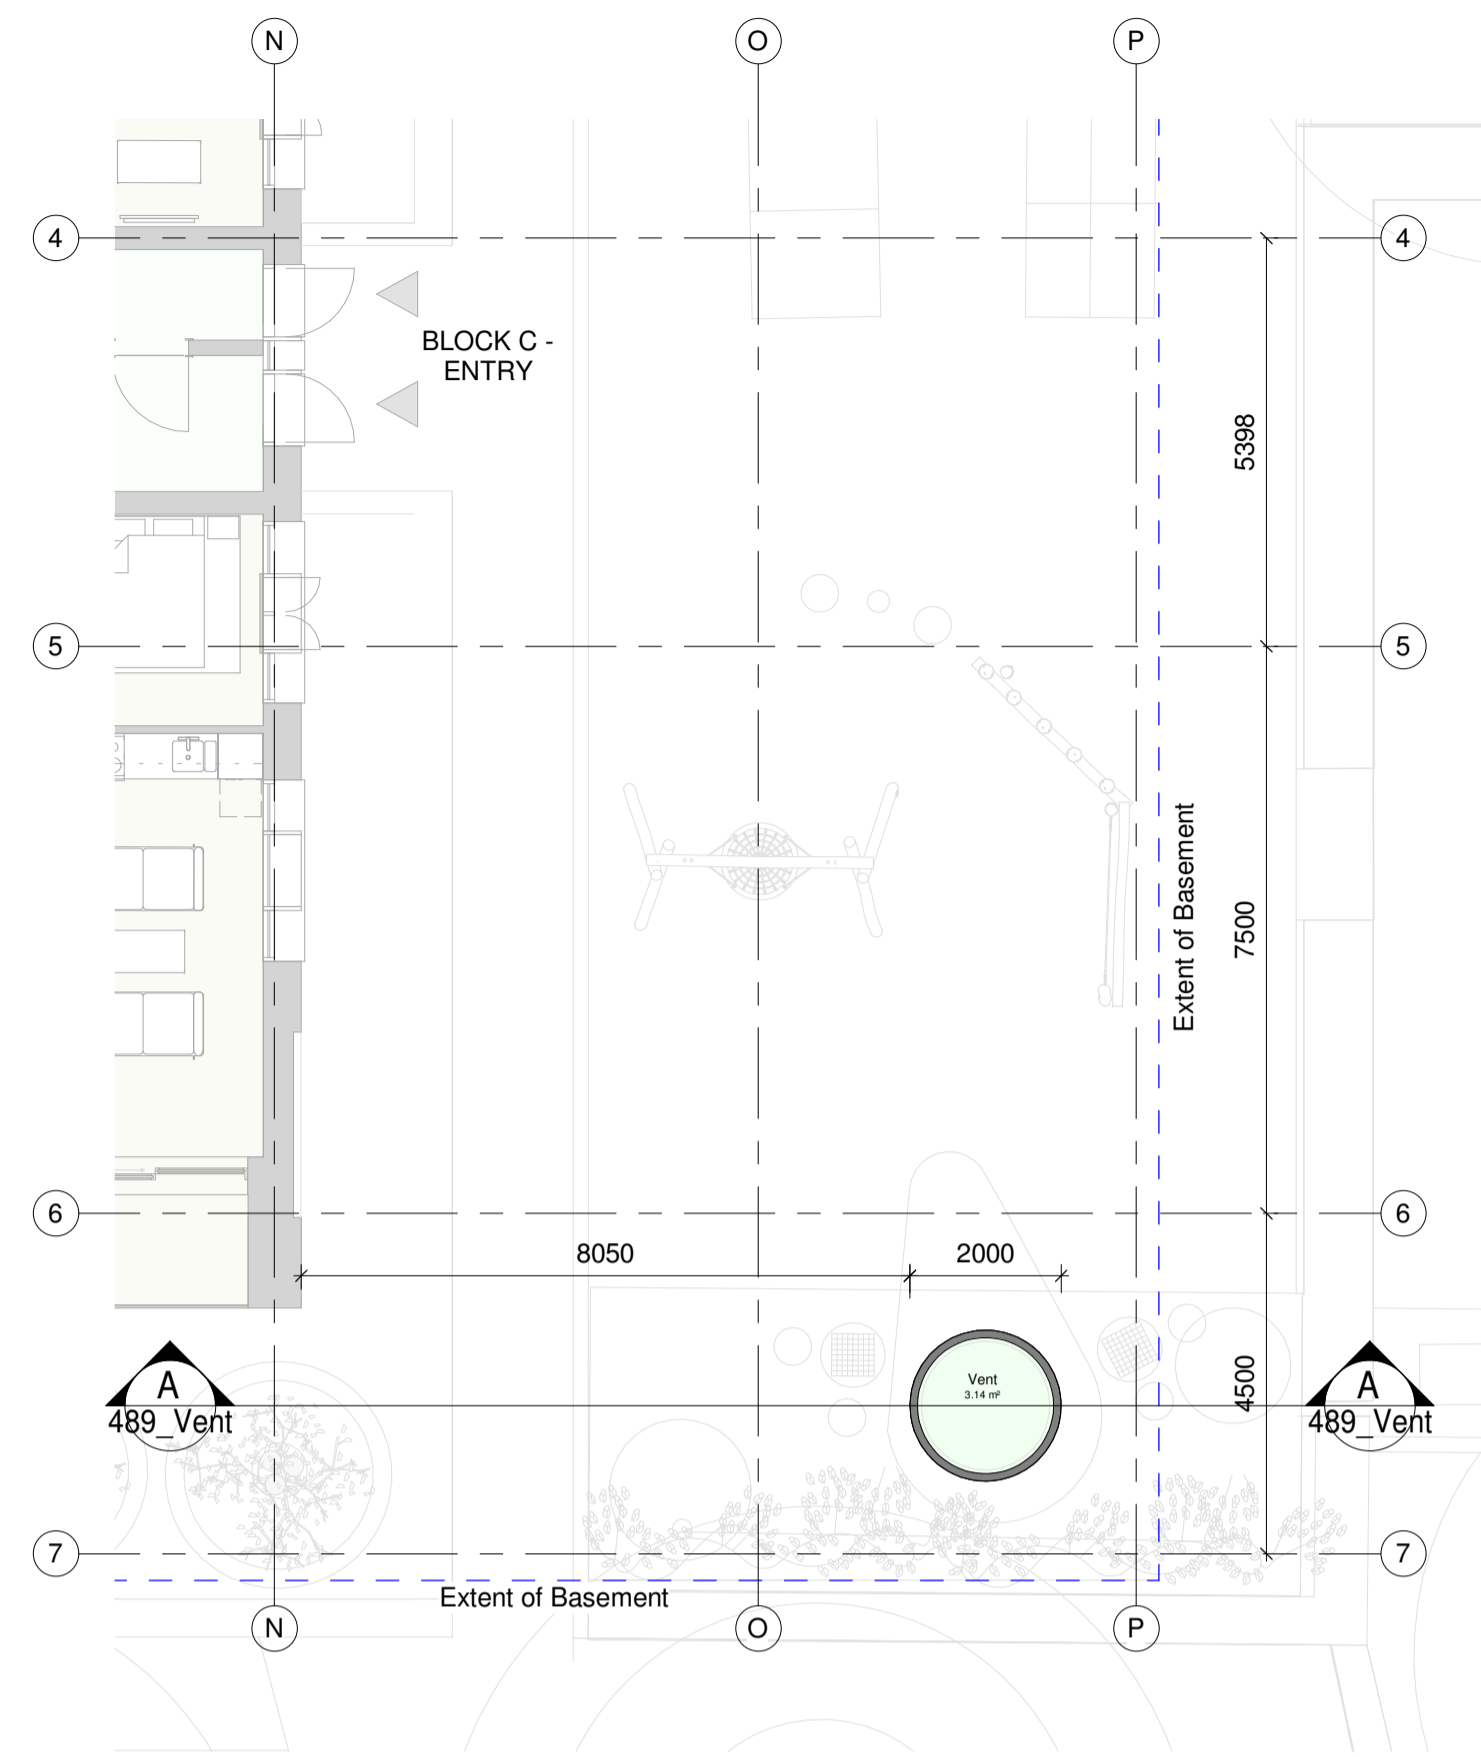 N O P
4 4
BLOCK C -
ENTRY
5398
5 5
Extent of Basement
7500
6 6
8050 2000
Vent
3.14 m²
4500
A A
489_Vent 489_Vent
7 7
Extent of Basement
N O P